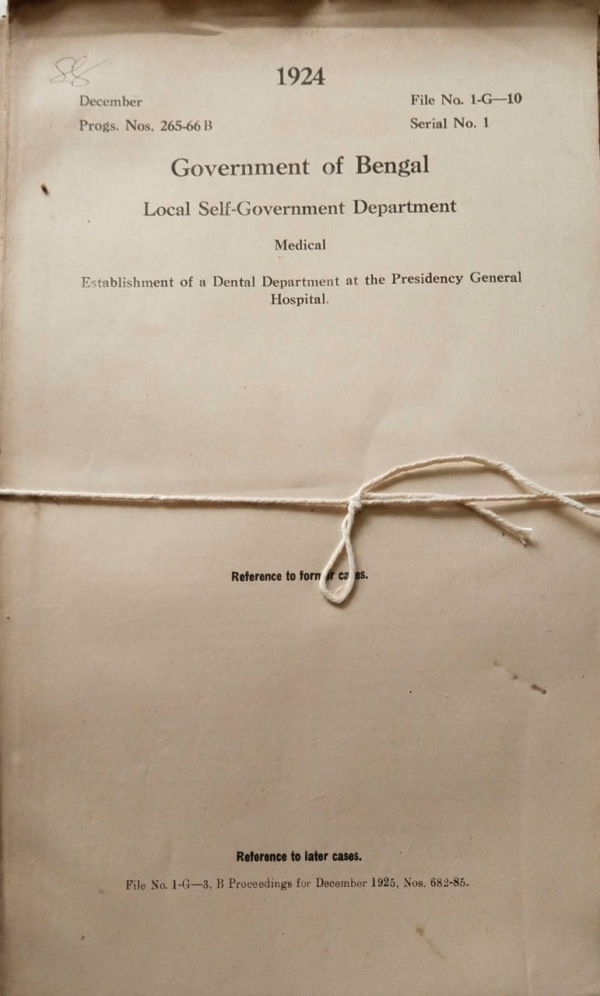 1924
December
File No. 1-G—10
Progs. Nos. 265-66 B
Serial No. 1
Government of Bengal
Local Self-Government Department
Medical
Establishment of a Dental Department at the Presidency General
Hospital.
Reference to former cases.
Reference to later cases.
File No. 1-G—3, B Proceedings for December 1925, Nos. 682-85.